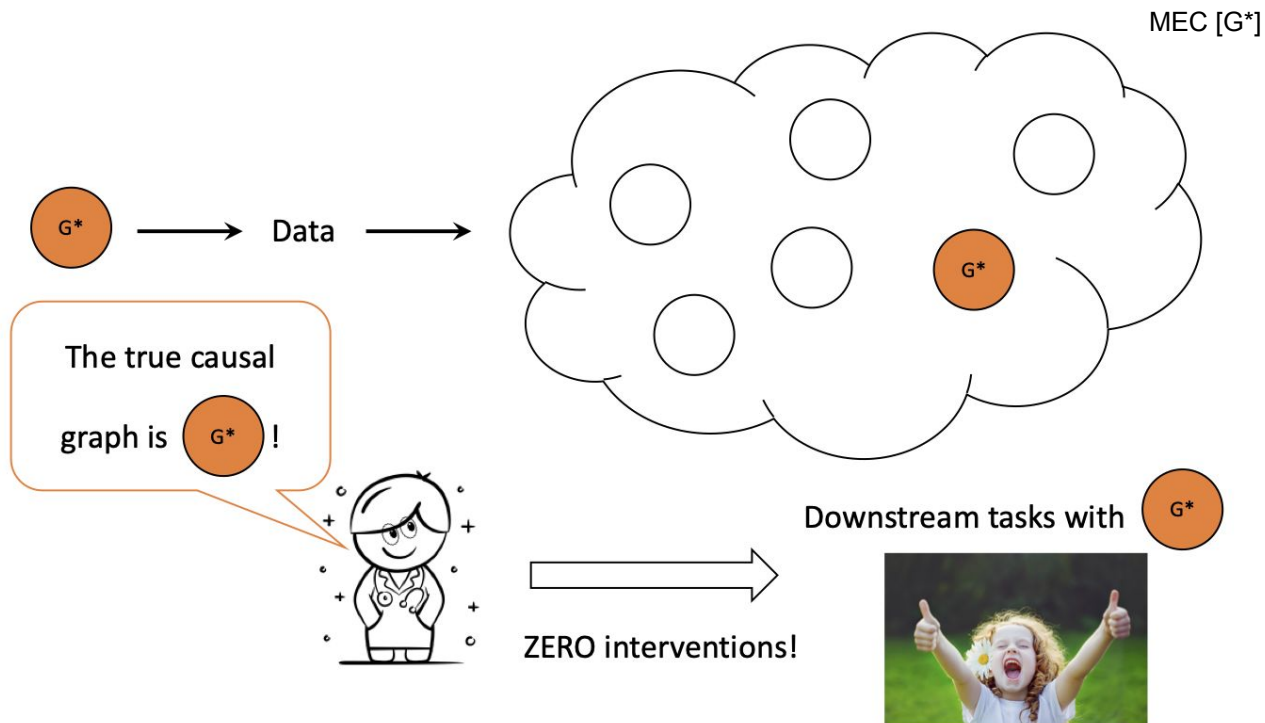 MEC [G*]
G*
Data
G*
The true causal
graph is G* !
Downstream tasks with G*
ZERO interventions!